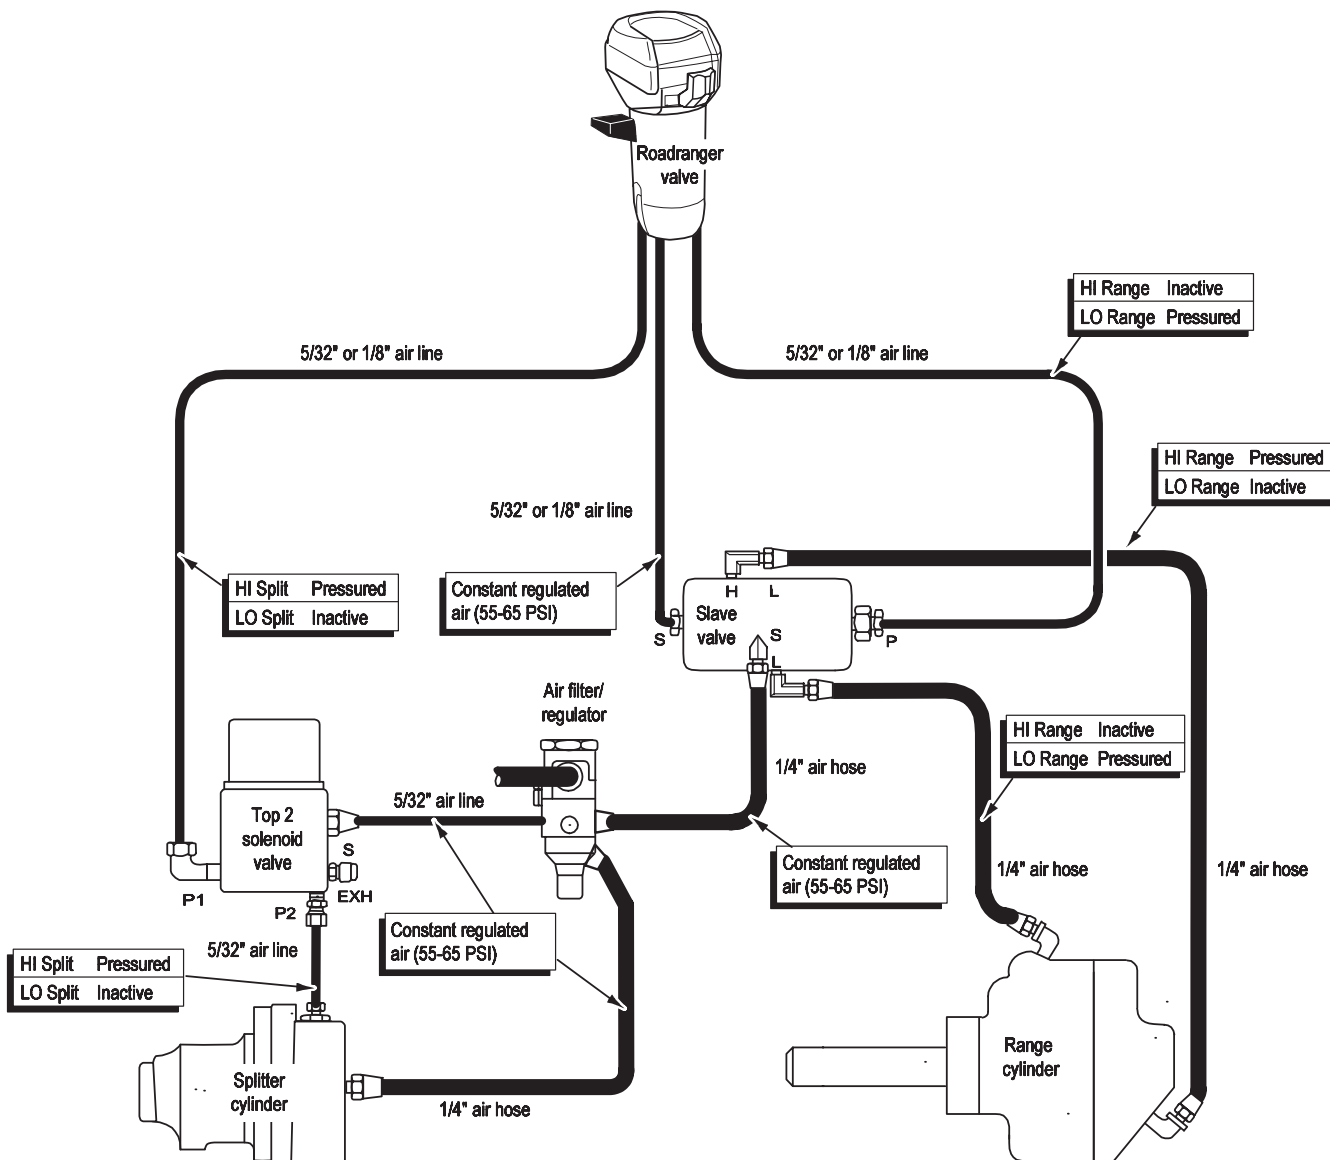 Roadranger
valve
HI Range Inactive
LO Range Pressured
5/32" or 1/8" air line
5/32" or 1/8" air line
HI Range Pressured
LO Range Inactive
5/32" or 1/8" air line
HI Split Pressured
LO Split Inactive
Constant regulated
air (55-65 PSI)
H L
Slave
valve
S
S
P
L
Air filter/
regulator
HI Range Inactive
LO Range Pressured
1/4" air hose
5/32" air line
Top 2
solenoid
valve
S
Constant regulated
air (55-65 PSI)
1/4" air hose
1/4" air hose
P1
EXH
P2
Constant regulated
air (55-65 PSI)
5/32" air line
HI Split Pressured
LO Split Inactive
Range
cylinder
Splitter
cylinder
1/4" air hose